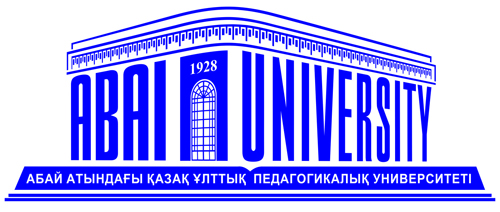 1928
ABAI UNIVERSITY
АБАЙ АТЫНДАҒЫ ҚАЗАҚ ҰЛТТЫҚ ПЕДАГОГИКАЛЫҚ УНИВЕРСИТЕТІ